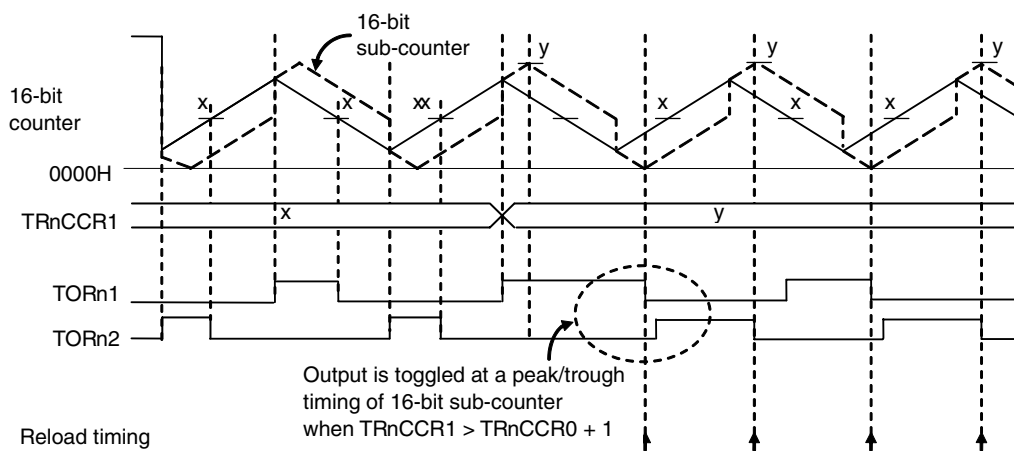 16-bit
sub-counter
y
y
y
16-bit
counter
x
x
xx
x
x
x
0000H
TRnCCR1
x
y
TORn1
TORn2
Output is toggled at a peak/trough
timing of 16-bit sub-counter
when TRnCCR1 > TRnCCR0 + 1
Reload timing